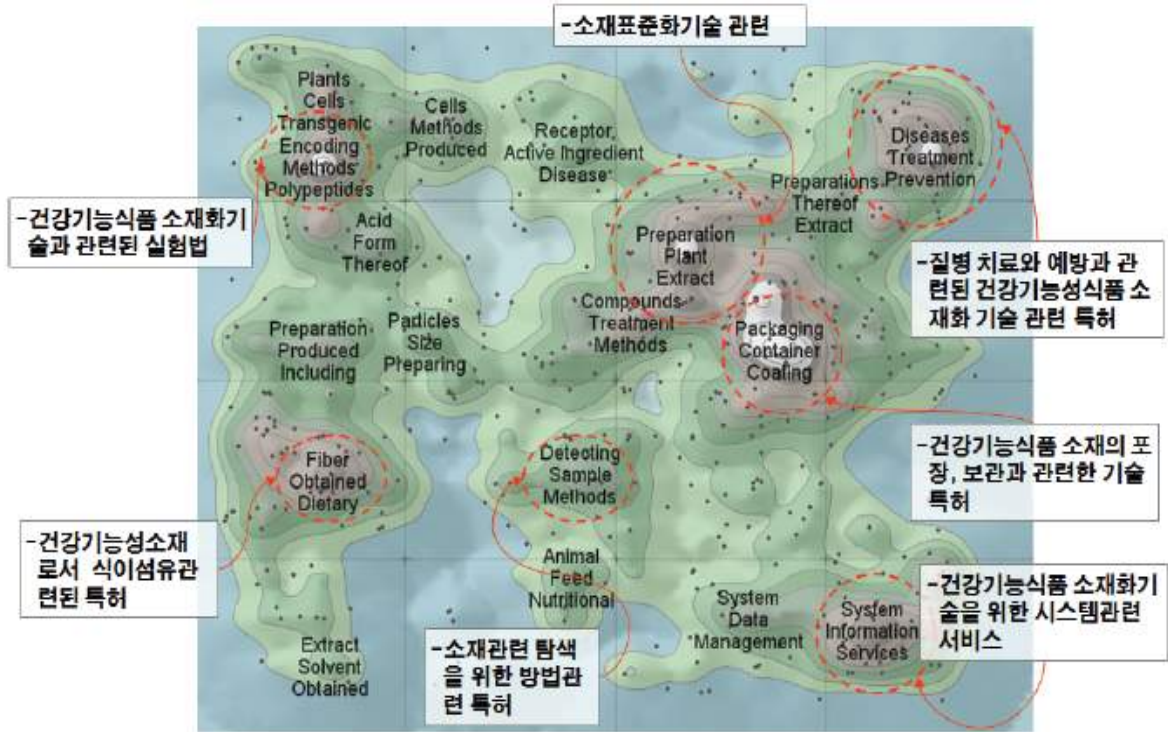 -소재표준화기술 관련
Plants
Cells
Transgenic
Encoding
Methods
Polypeptides
Cells
Methods
Produced
Receptor,
Active Ingredient
Disease
Diseases
Treatment
Prevention
-건강기능식품 소재화기
술과 관련된 실험법
Acid
Form
Thereof
Preparation
Plant
Extract
Preparations
Thereof
Extract
-질병 치료와 예방과 관
련된 건강기능성식품 소
재화 기술 관련 특허
Preparation
Produced
Including
Padicles
Size
Preparing
Compounds
Treatment
Methods
Packaging
Container
Coating
Fiber
Obtained
Dietary
Detecting
Sample
Methods
-건강기능식품 소재의 포
장, 보관과 관련한 기술
특허
-건강기능성소재
로서 식이섬유관
련된 특허
Animal
Feed
Nutritional
System
Data
Management
System
Information
Services
-건강기능식품 소재화기
술을 위한 시스템관련
서비스
Extract
Solvent
Obtained
-소재관련 탐색
을 위한 방법관
련 특허